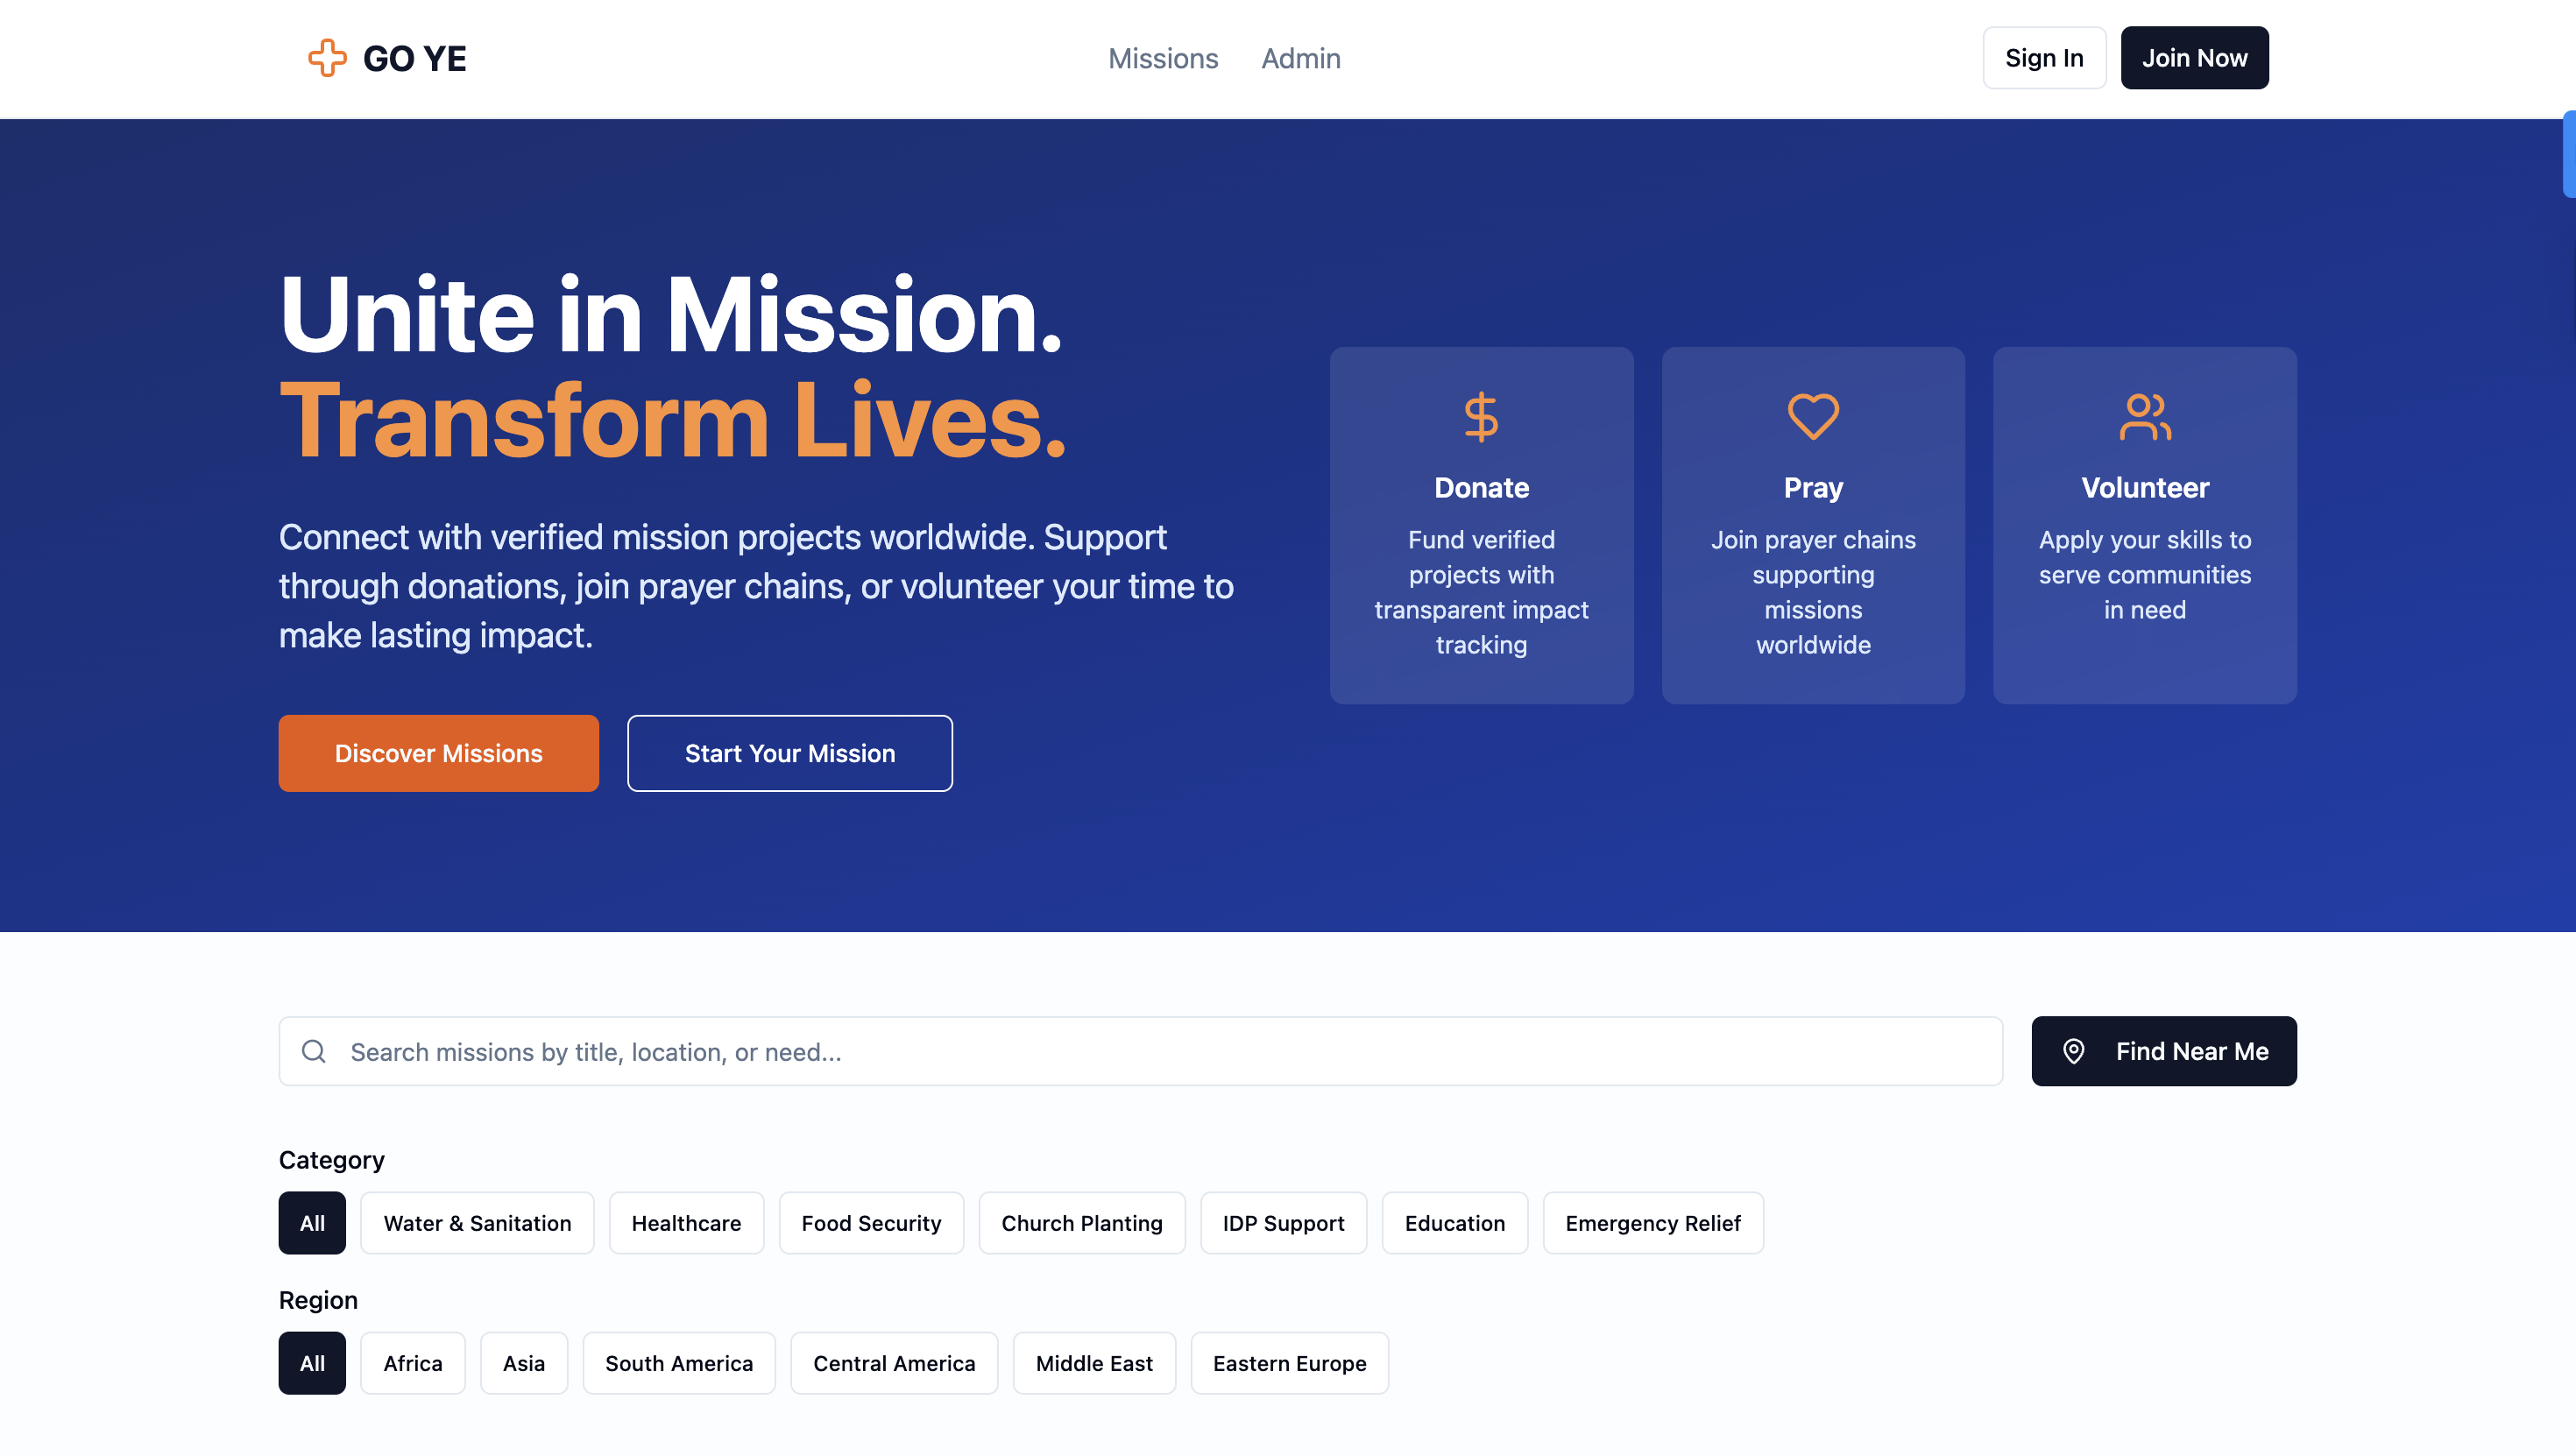 GO YE
Missions
Admin
Sign In
Join Now
Unite in Mission.
Transform Lives.
Connect with verified mission projects worldwide. Support
through donations, join prayer chains, or volunteer your time to
make lasting impact.
Discover Missions
Start Your Mission
Donate
Fund verified
projects with
transparent impact
tracking
Pray
Join prayer chains
supporting
missions
worldwide
Volunteer
Apply your skills to
serve communities
in need
Search missions by title, location, or need...
Find Near Me
Category
All
Water & Sanitation
Healthcare
Food Security
Church Planting
IDP Support
Education
Emergency Relief
Region
All
Africa
Asia
South America
Central America
Middle East
Eastern Europe